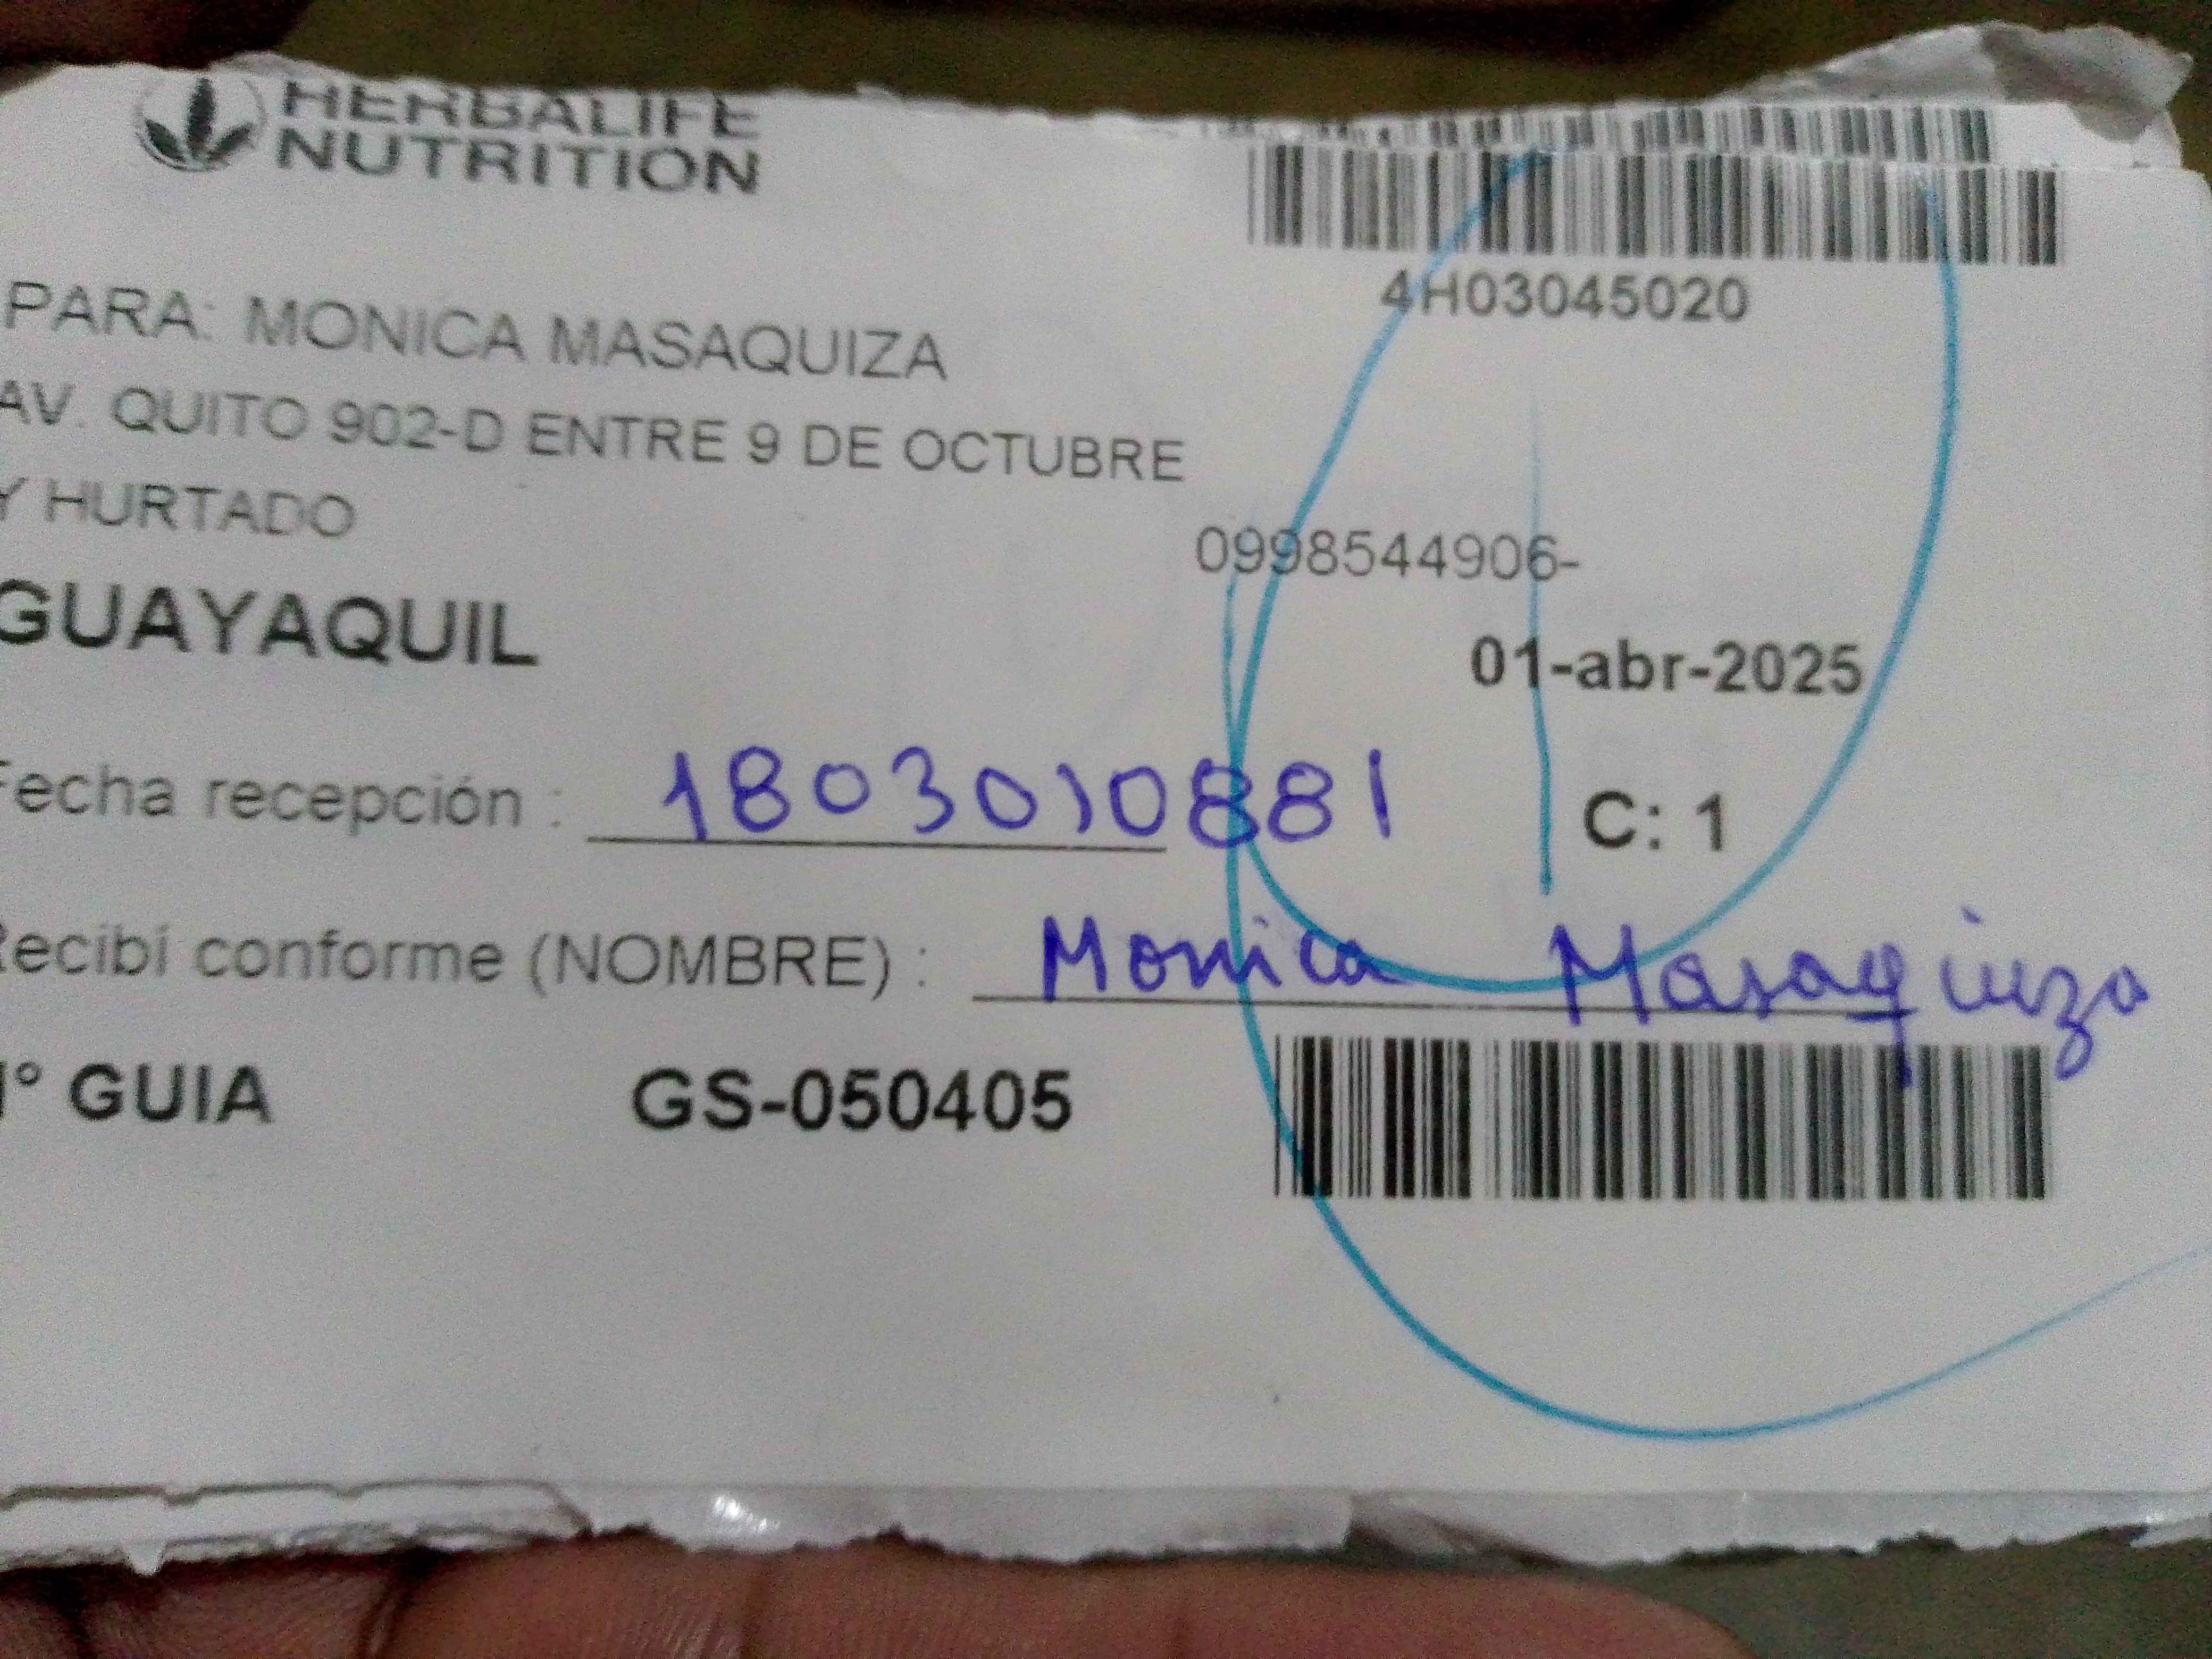 HERBALIFE
NUTRITION
4H03045020
PARA: MONICA MASAQUIZA
AV. QUITO 902-D ENTRE 9 DE OCTUBRE
Y HURTADO
0998544906-
GUAYAQUIL
01-abr-2025
Fecha recepción : 1803010881
C: 1
Recibí conforme (NOMBRE) : Monica Masaquiza
N° GUIA GS-050405